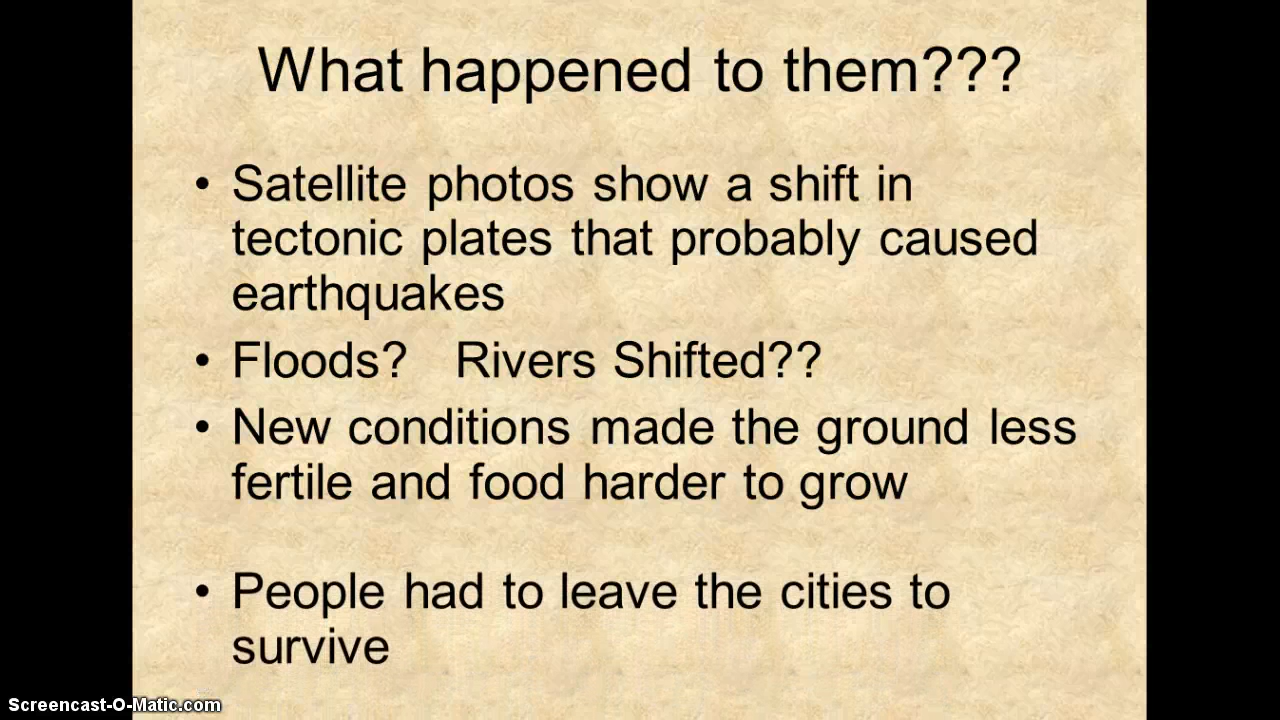 What happened to them???
• Satellite photos show a shift in
tectonic plates that probably caused
earthquakes
• Floods? Rivers Shifted??
• New conditions made the ground less
fertile and food harder to grow
• People had to leave the cities to
survive
Screencast-O-Matic.com